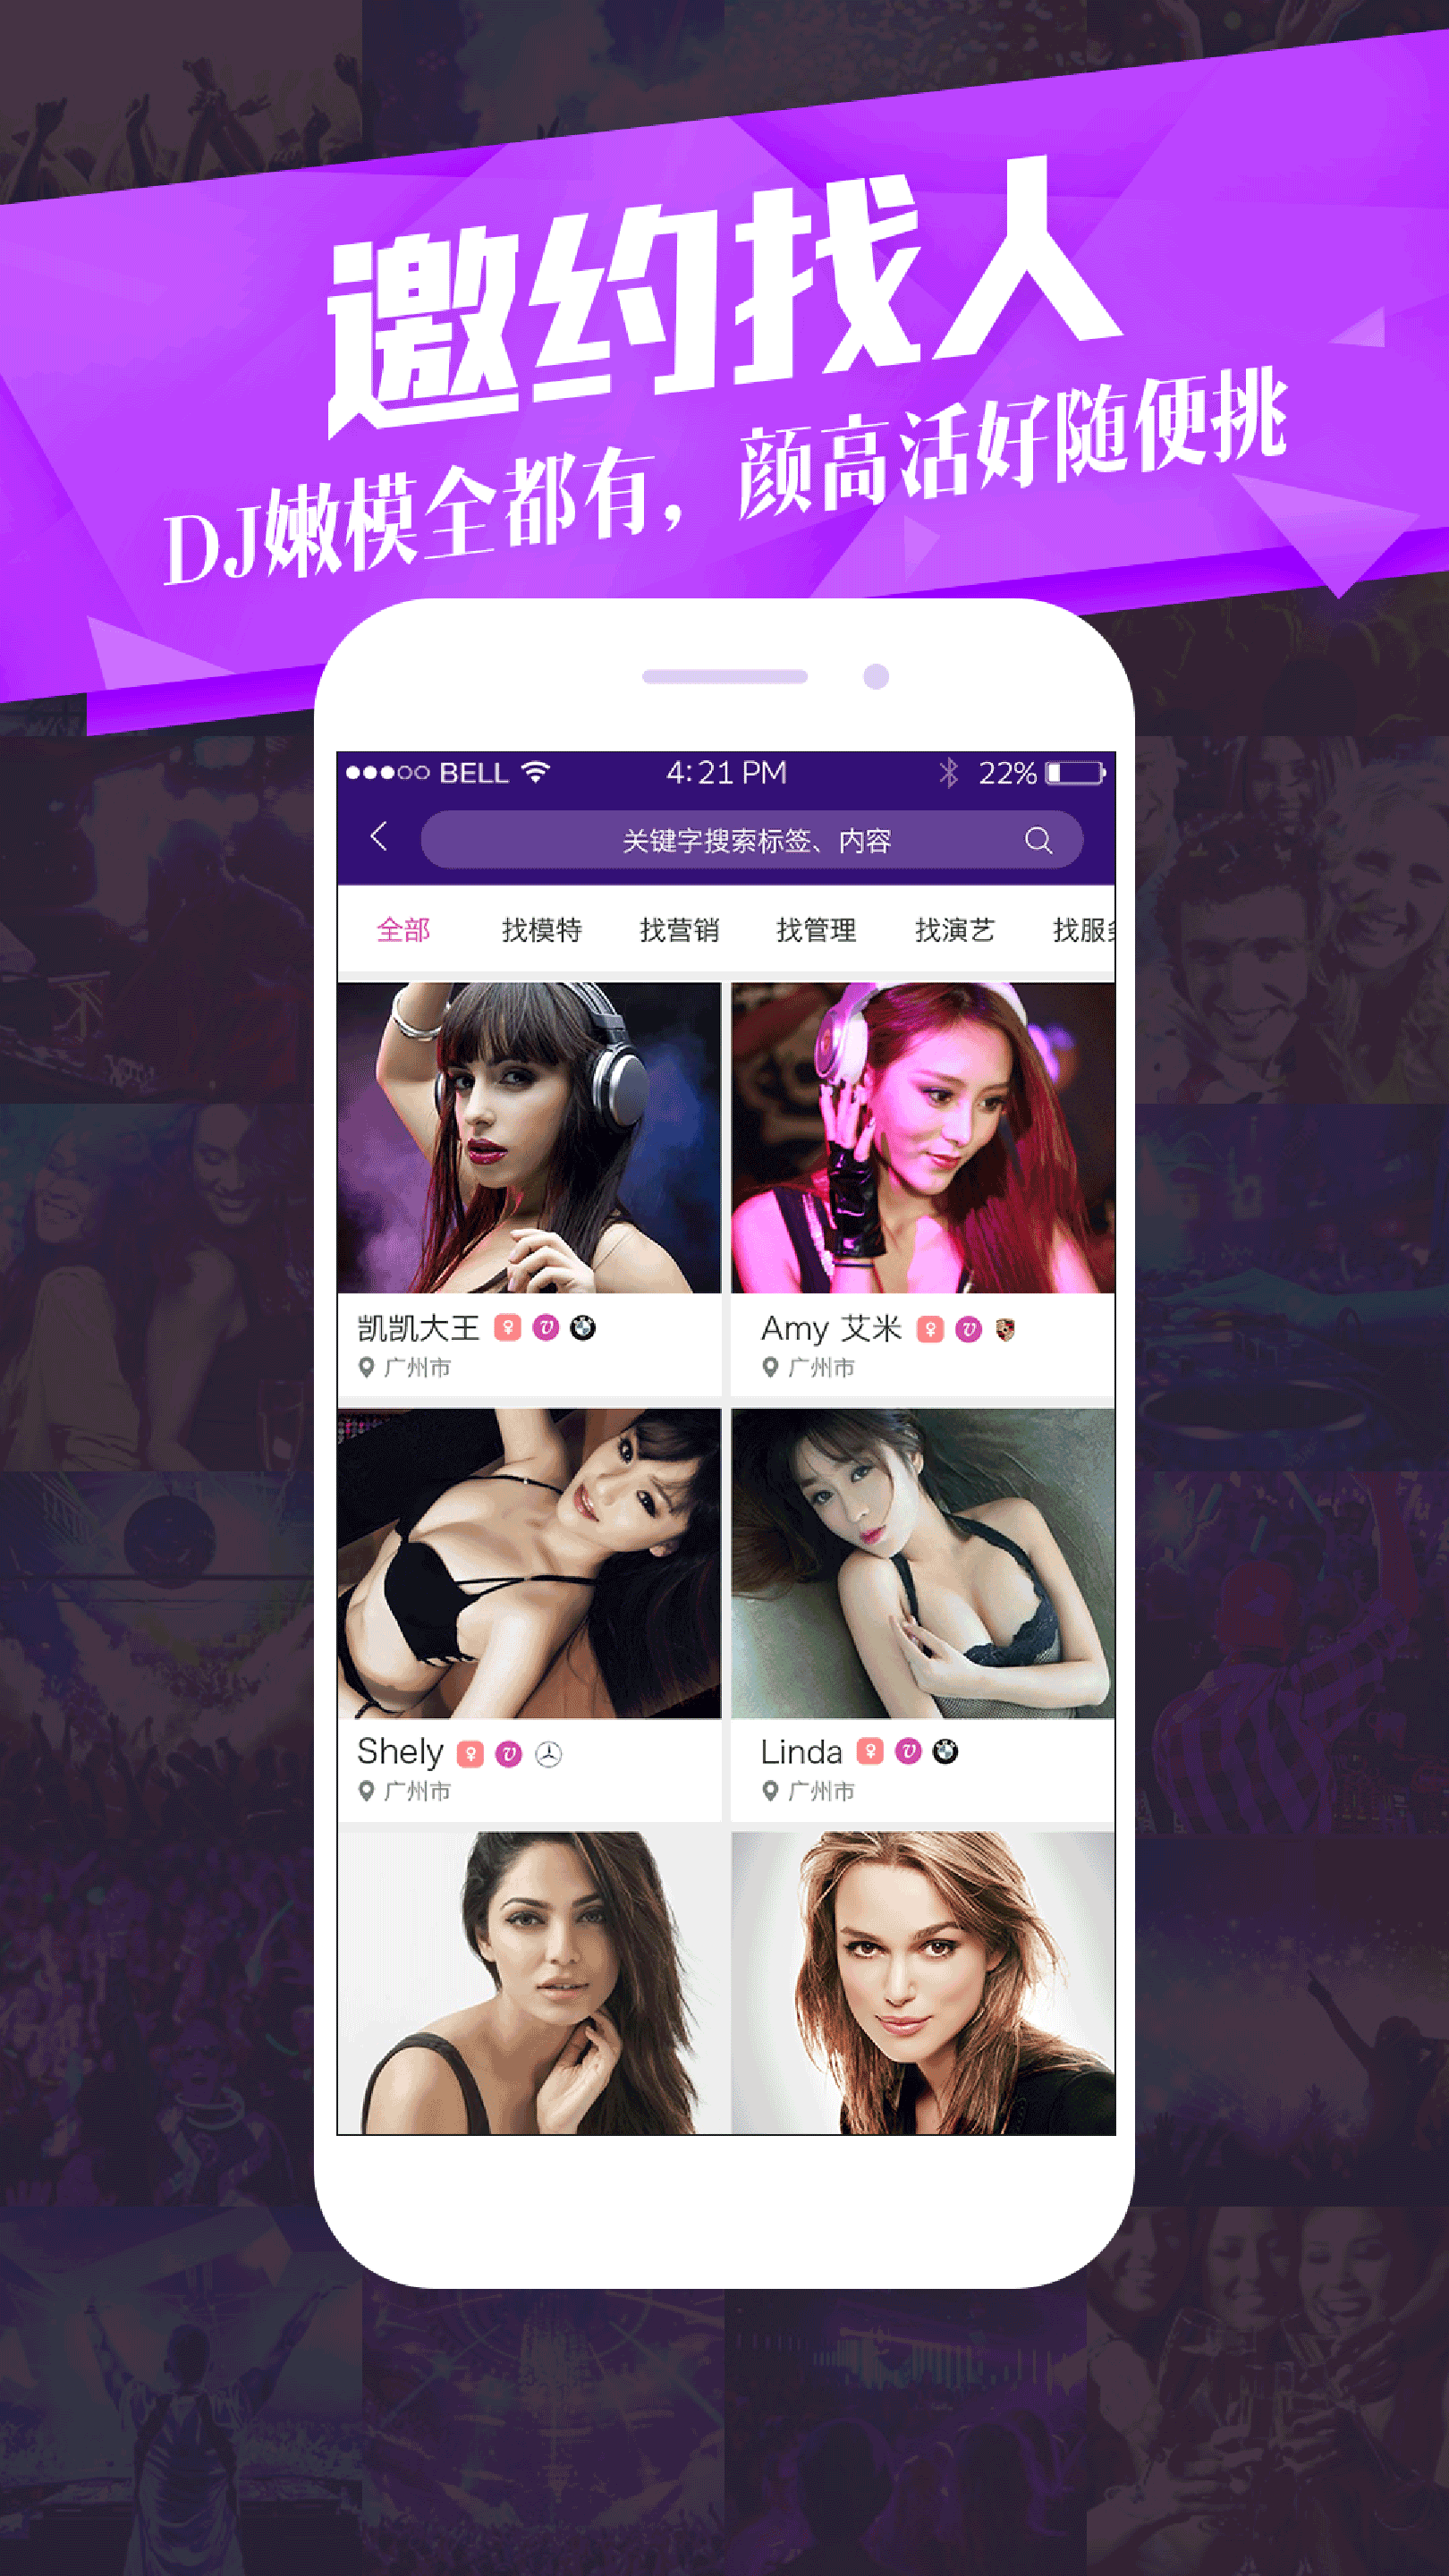 邀约找人
DJ嫩模全都有，颜高活好随便挑
BELL 4:21 PM 22%
关键字搜索标签、内容
全部 找模特 找营销 找管理 找演艺 找服务
凯凯大王 Amy 艾米
广州市 广州市
Shely Linda
广州市 广州市